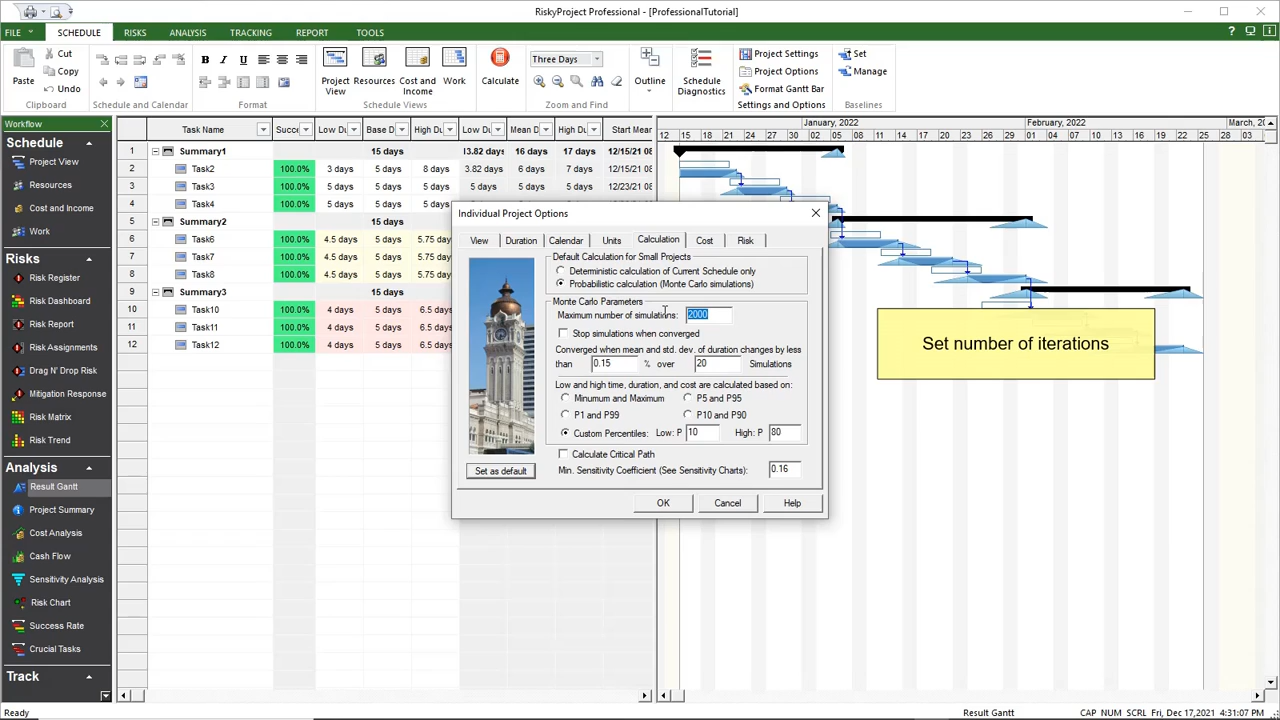 RiskyProject Professional - [ProfessionalTutorial]
FILE SCHEDULE RISKS ANALYSIS TRACKING REPORT TOOLS
Paste
Cut
Copy
Undo
Clipboard
Schedule and Calendar
B I U
Format
Project View
Resources
Cost and Income
Work
Schedule Views
Calculate
Three Days
Zoom and Find
Outline
Schedule Diagnostics
Project Settings
Project Options
Format Gantt Bar
Settings and Options
Set
Manage
Baselines
Workflow
Schedule
Project View
Resources
Cost and Income
Work
Risks
Risk Register
Risk Dashboard
Risk Report
Risk Assignments
Drag N' Drop Risk
Mitigation Response
Risk Matrix
Risk Trend
Analysis
Result Gantt
Project Summary
Cost Analysis
Cash Flow
Sensitivity Analysis
Risk Chart
Success Rate
Crucial Tasks
Track
Task Name Succ Low Du Base D High Du Low Du Mean D High Du Start Mean
1 Summary1 15 days 13.82 days 16 days 17 days 12/15/21 08
2 Task2 100.0% 3 days 5 days 8 days 3.82 days 6 days 7 days 12/15/21 08
3 Task3 100.0% 5 days 5 days 5 days 5 days 5 days 5 days 12/23/21 08
4 Task4 100.0% 5 days 5 days 5 days
5 Summary2 15 days
6 Task6 100.0% 4.5 days 5 days 5.75 days
7 Task7 100.0% 4.5 days 5 days 5.75 days
8 Task8 100.0% 4.5 days 5 days 5.75 days
9 Summary3 15 days
10 Task10 100.0% 4 days 5 days 6.5 days
11 Task11 100.0% 4 days 5 days 6.5 days
12 Task12 100.0% 4 days 5 days 6.5 days
January, 2022 February, 2022 March, 20
12 15 18 21 24 27 30 02 05 08 11 14 17 20 23 26 29 01 04 07 10 13 16 19 22 25 28 03
Individual Project Options
View Duration Calendar Units Calculation Cost Risk
Default Calculation for Small Projects
Deterministic calculation of Current Schedule only
Probabilistic calculation (Monte Carlo simulations)
Monte Carlo Parameters
Maximum number of simulations: 2000
Stop simulations when converged
Converged when mean and std. dev. of duration changes by less
than 0.15 % over 20 Simulations
Low and high time, duration, and cost are calculated based on:
Minumum and Maximum P5 and P95
P1 and P99 P10 and P90
Custom Percentiles: Low: P 10 High: P 80
Calculate Critical Path
Min. Sensitivity Coefficient (See Sensitivity Charts): 0.16
Set as default
OK Cancel Help
Set number of iterations
Ready
Result Gantt
CAP NUM SCRL Fri, Dec 17,2021 4:31:07 PM